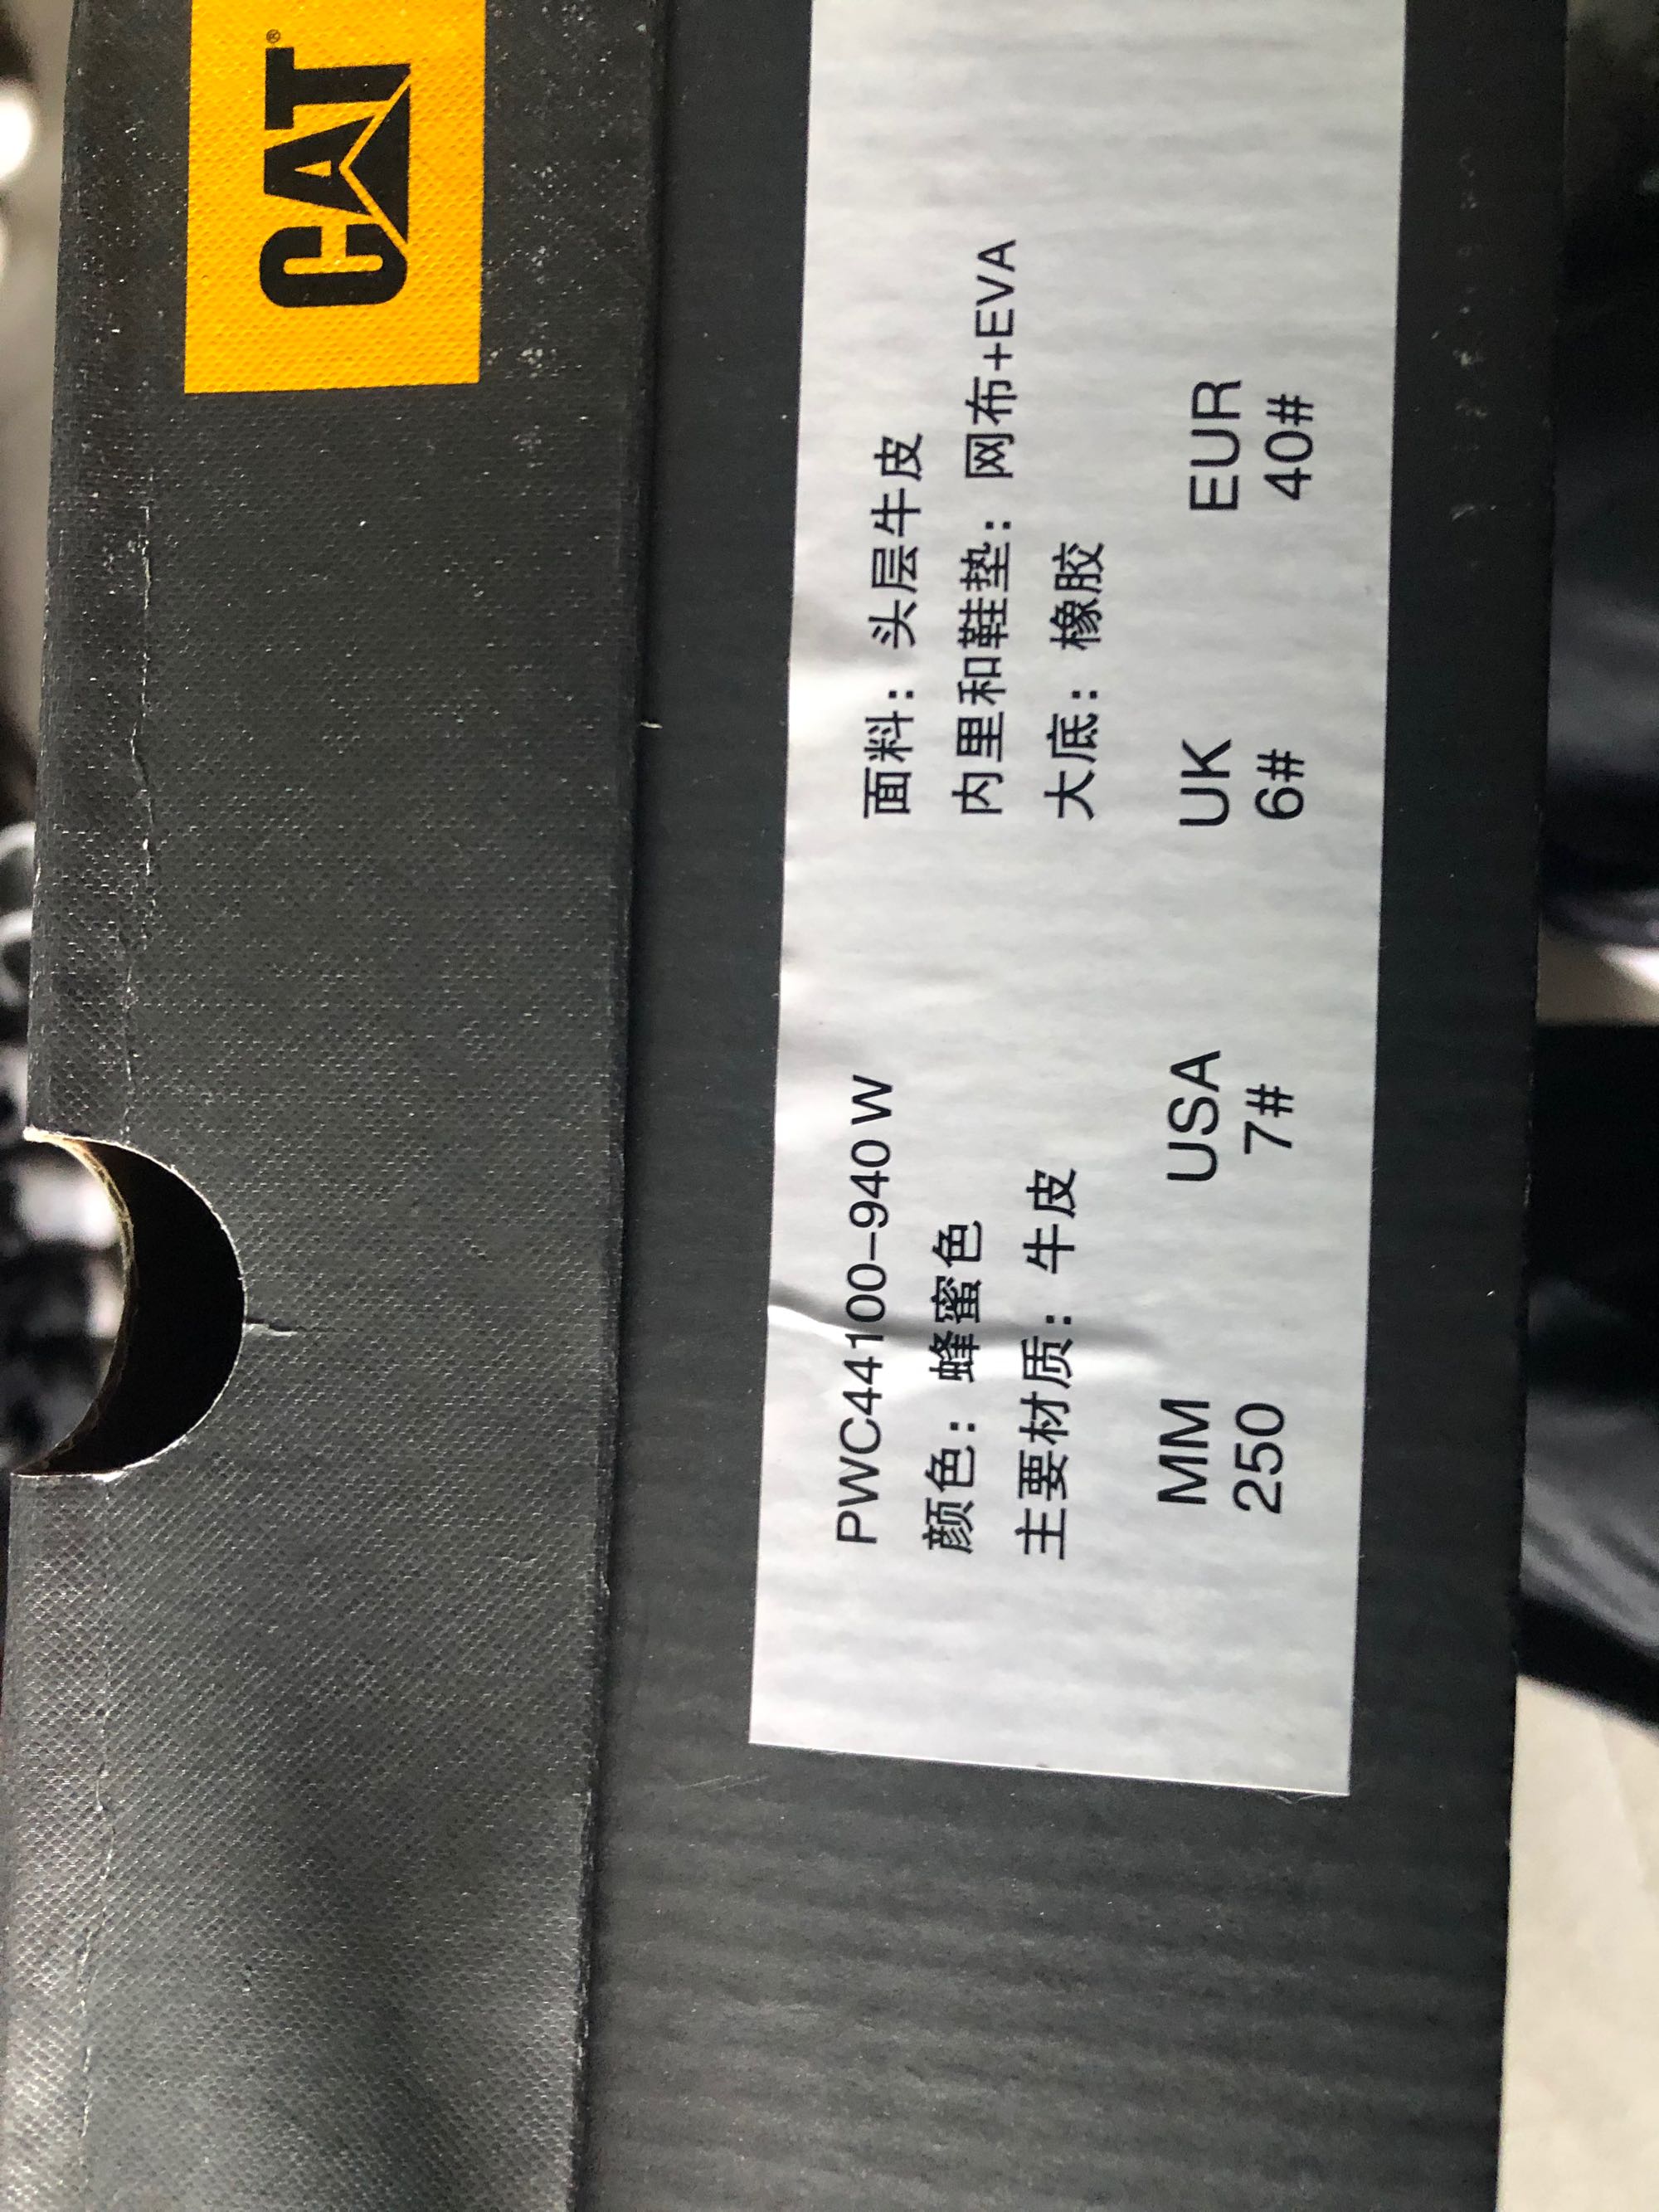 CAT®
PWC44100-940W
颜色：蜂蜜色
主要材质：牛皮
面料：头层牛皮
内里和鞋垫：网布+EVA
大底：橡胶
MM USA UK EUR
250 7# 6# 40#